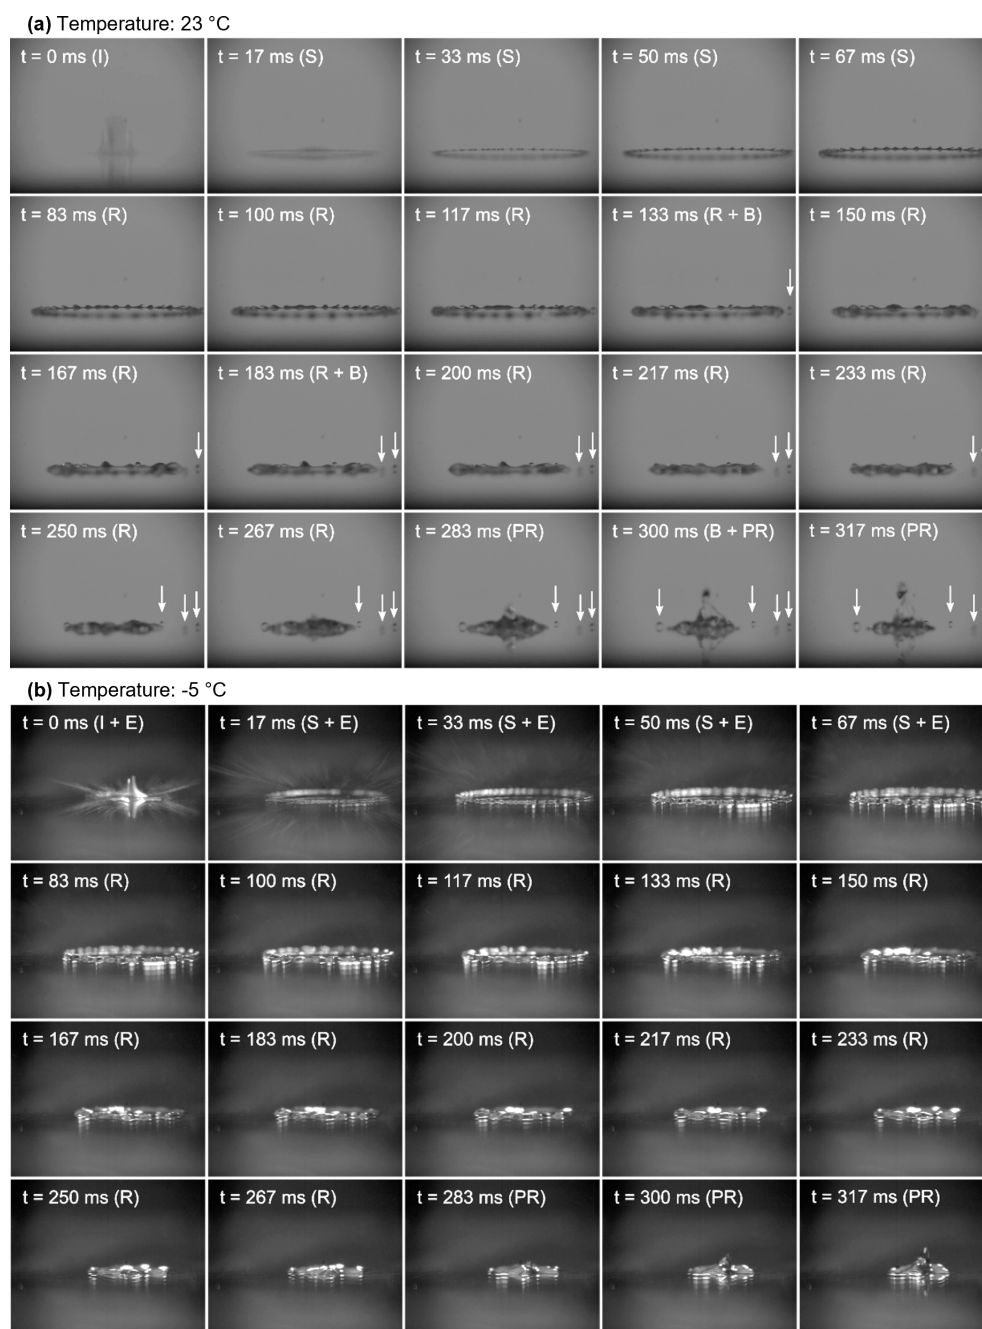 (a) Temperature: 23 °C
t = 0 ms (I)
t = 17 ms (S)
t = 33 ms (S)
t = 50 ms (S)
t = 67 ms (S)
t = 83 ms (R)
t = 100 ms (R)
t = 117 ms (R)
t = 133 ms (R + B)
t = 150 ms (R)
t = 167 ms (R)
t = 183 ms (R + B)
t = 200 ms (R)
t = 217 ms (R)
t = 233 ms (R)
t = 250 ms (R)
t = 267 ms (R)
t = 283 ms (PR)
t = 300 ms (B + PR)
t = 317 ms (PR)
(b) Temperature: -5 °C
t = 0 ms (I + E)
t = 17 ms (S + E)
t = 33 ms (S + E)
t = 50 ms (S + E)
t = 67 ms (S + E)
t = 83 ms (R)
t = 100 ms (R)
t = 117 ms (R)
t = 133 ms (R)
t = 150 ms (R)
t = 167 ms (R)
t = 183 ms (R)
t = 200 ms (R)
t = 217 ms (R)
t = 233 ms (R)
t = 250 ms (R)
t = 267 ms (R)
t = 283 ms (PR)
t = 300 ms (PR)
t = 317 ms (PR)